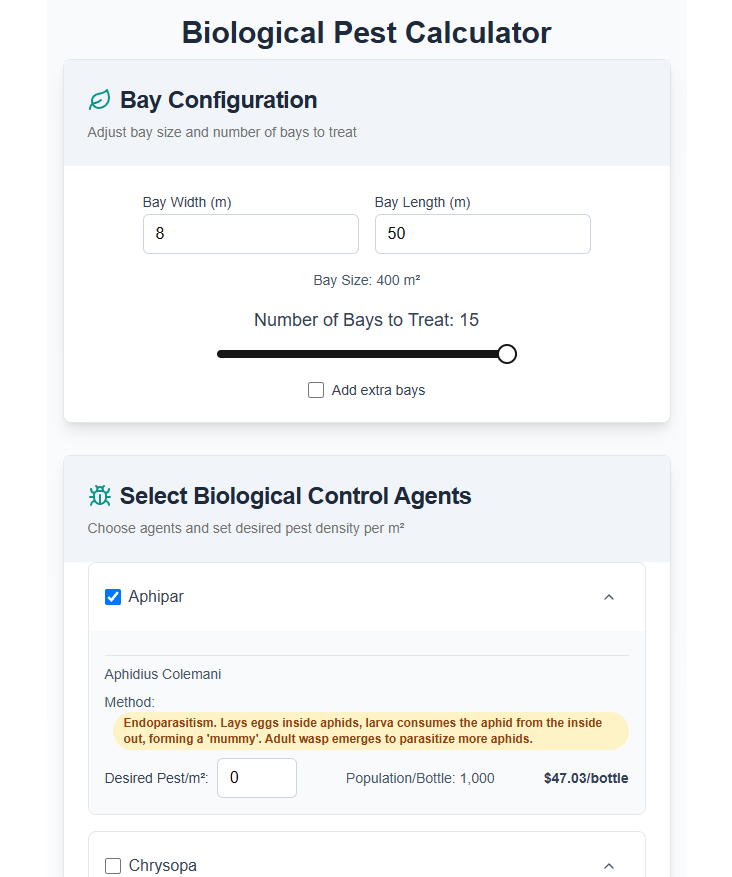 Biological Pest Calculator
Bay Configuration
Adjust bay size and number of bays to treat
Bay Width (m)
Bay Length (m)
8
50
Bay Size: 400 m²
Number of Bays to Treat: 15
Add extra bays
Select Biological Control Agents
Choose agents and set desired pest density per m²
Aphipar
Aphidius Colemani
Method:
Endoparasitism. Lays eggs inside aphids, larva consumes the aphid from the inside
out, forming a 'mummy'. Adult wasp emerges to parasitize more aphids.
Desired Pest/m²: 0 Population/Bottle: 1,000 $47.03/bottle
Chrysopa